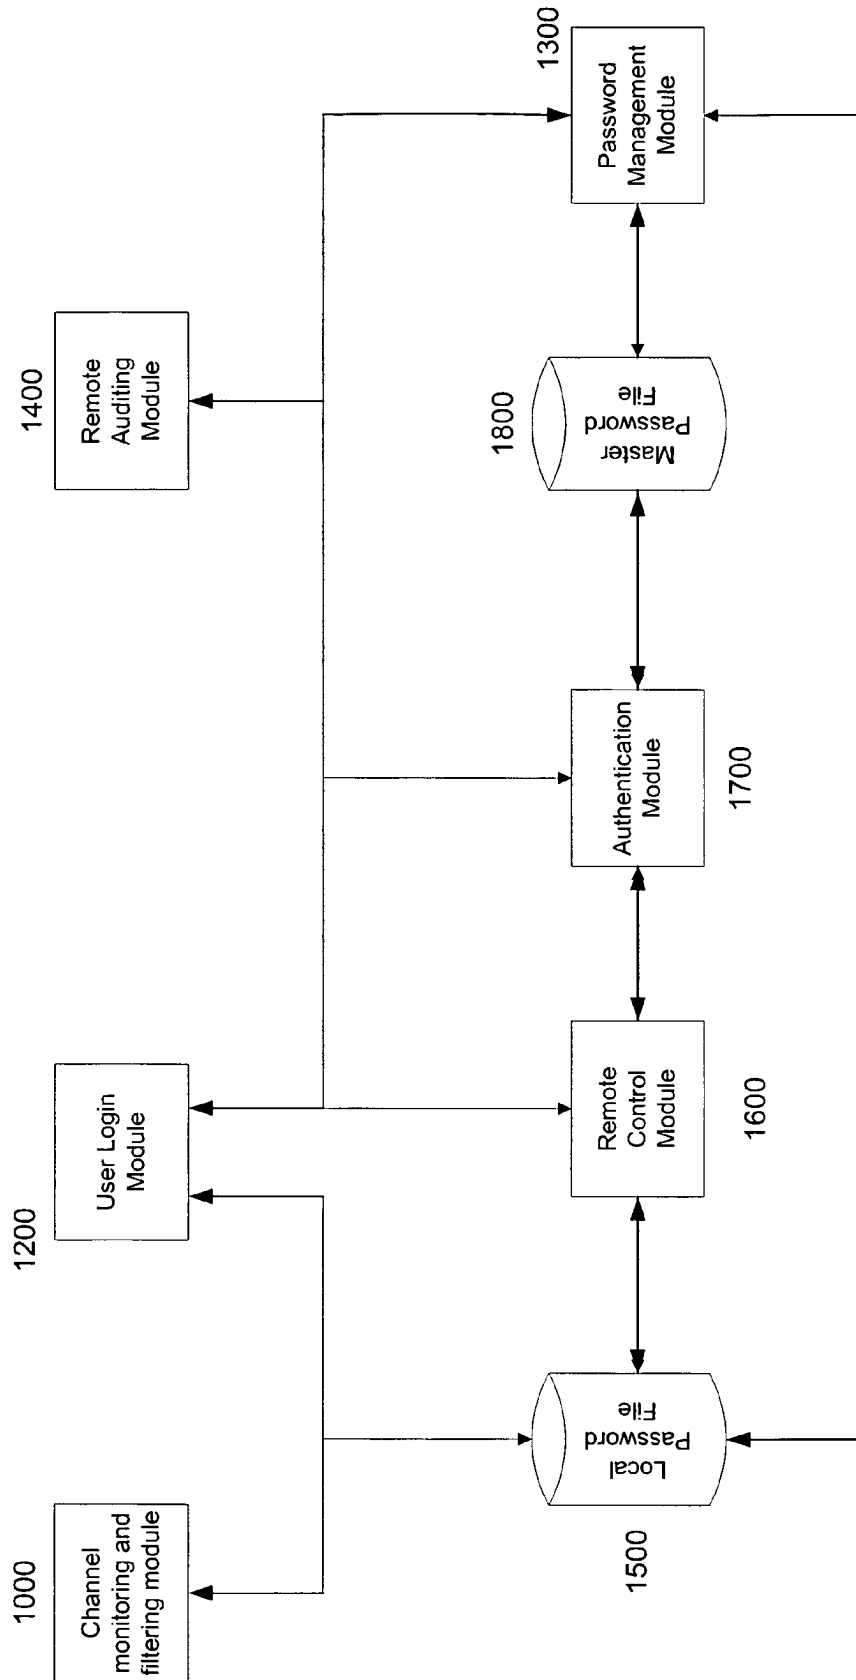 1300
Password
Management
Module
1400
Remote
Auditing
Module
1800
Master
Password
File
Authentication
Module
1700
User Login
Module
1200
Remote
Control
Module
1600
1000
Channel
monitoring and
filtering module
Local
Password
File
1500